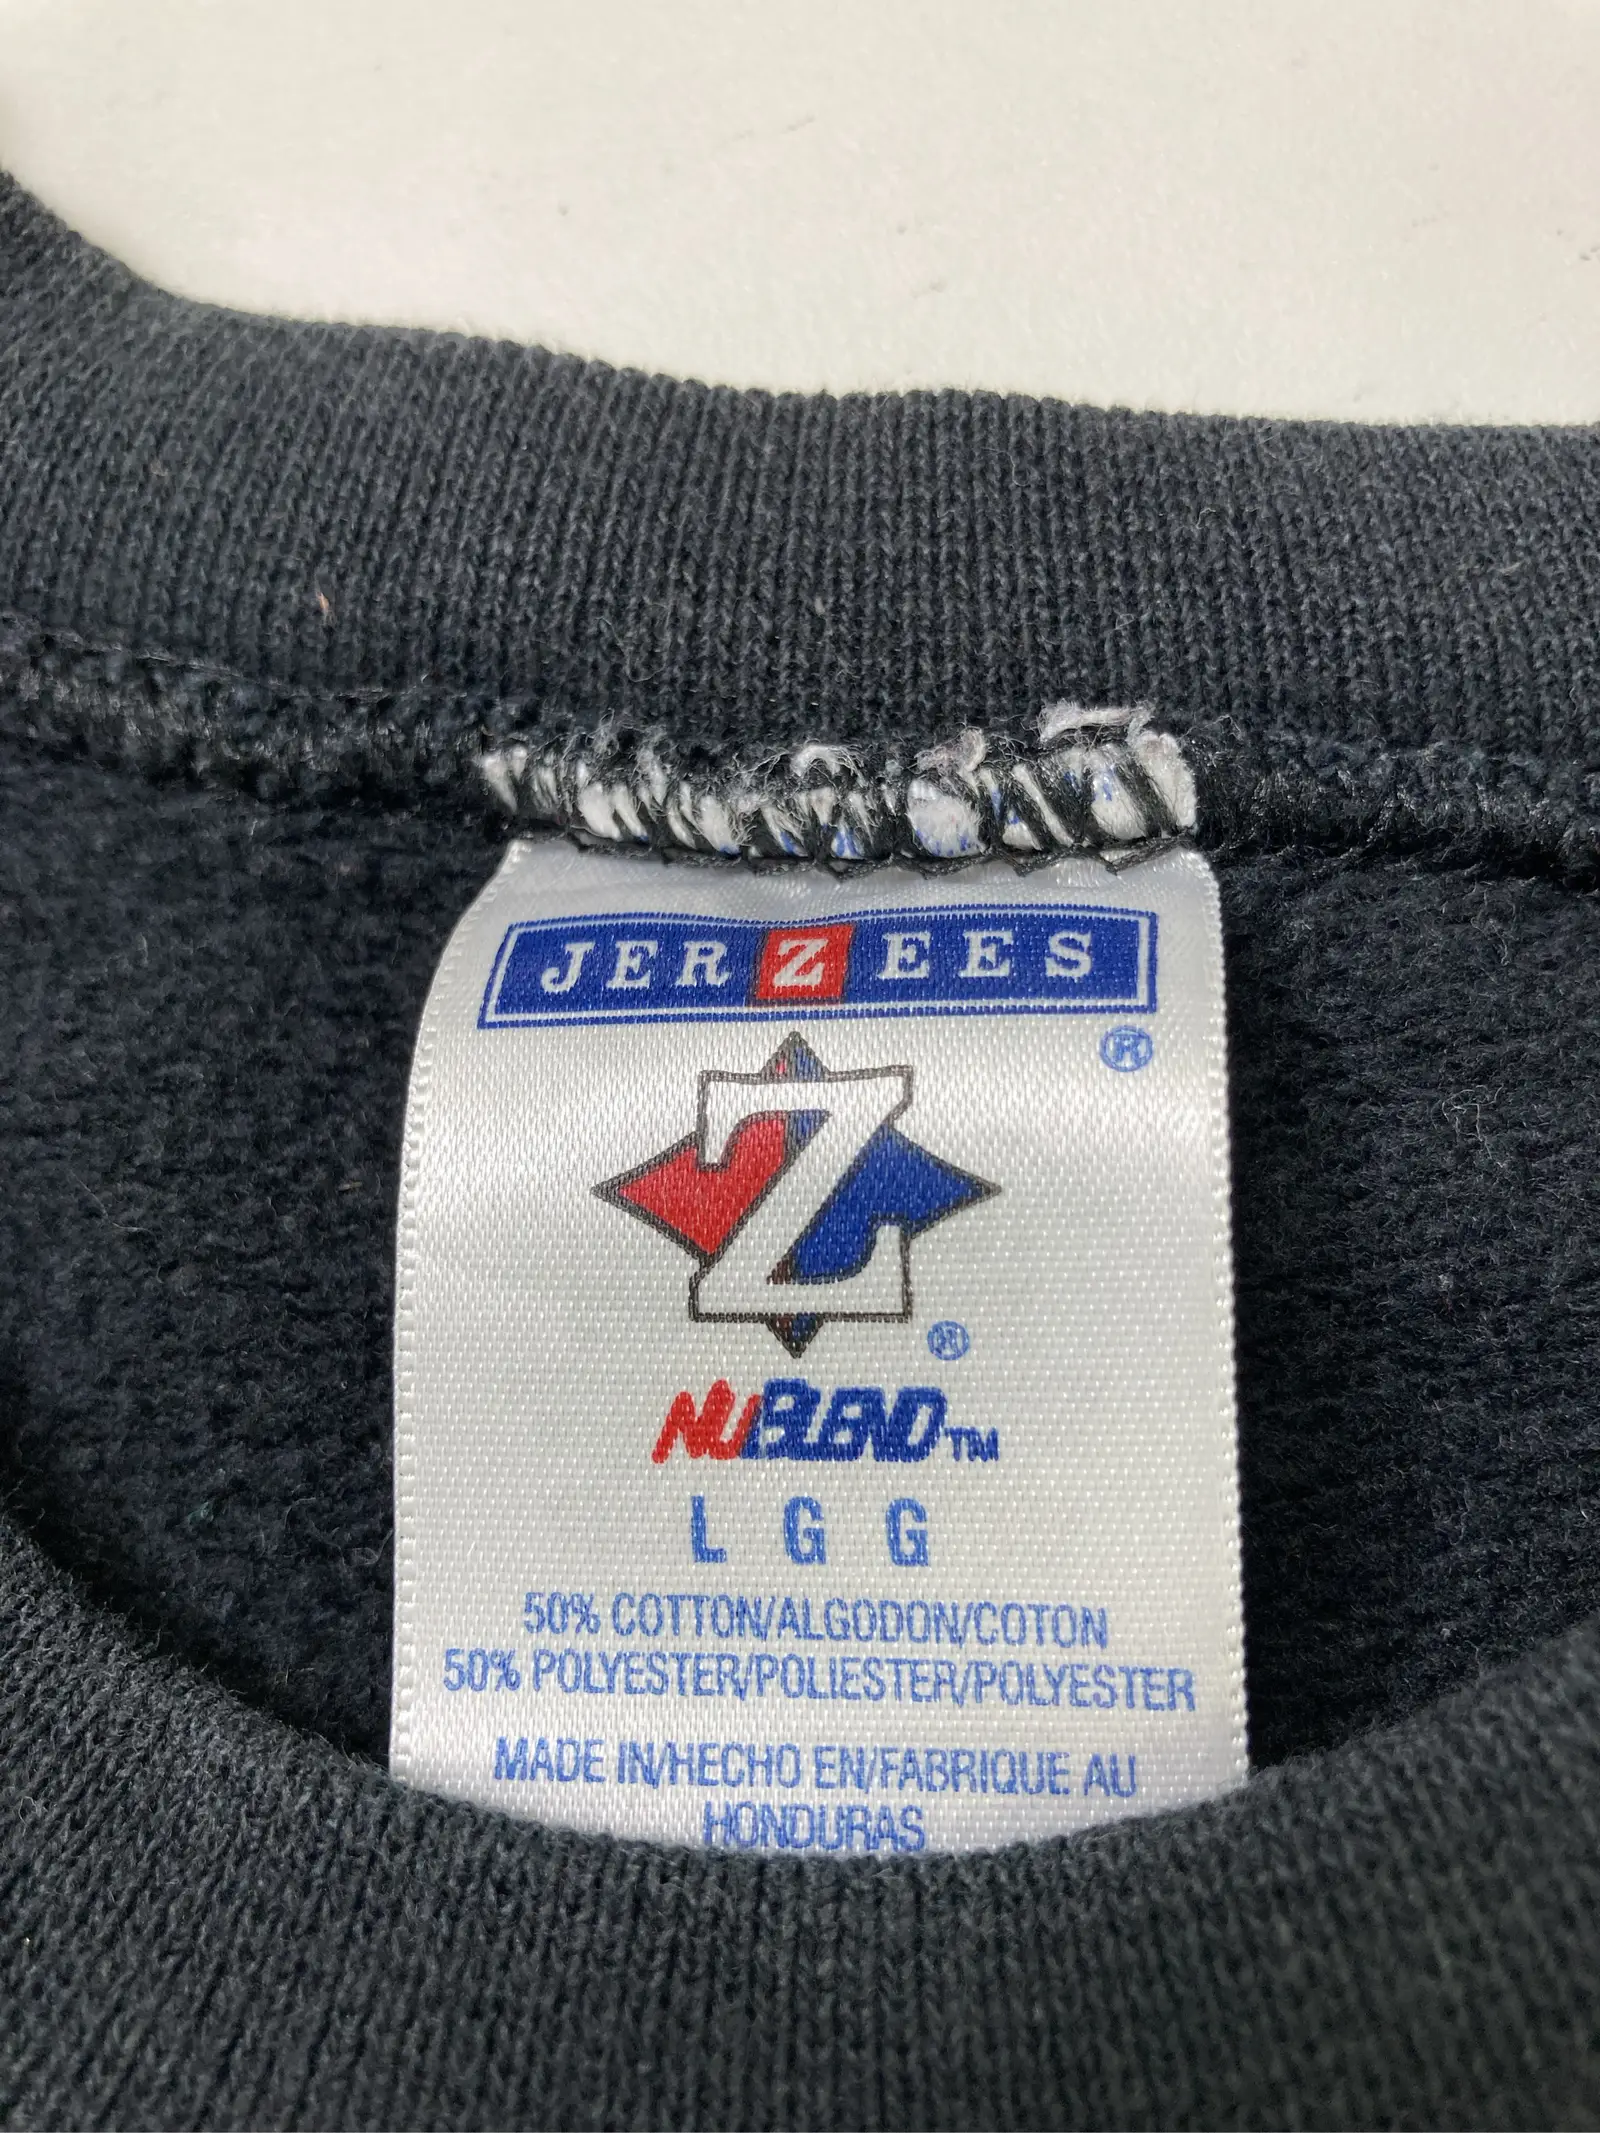 JERZEES
®
Z
®
NUBLEND™
L G G
50% COTTON/ALGODON/COTON
50% POLYESTER/POLIESTER/POLYESTER
MADE IN/HECHO EN/FABRIQUE AU
HONDURAS